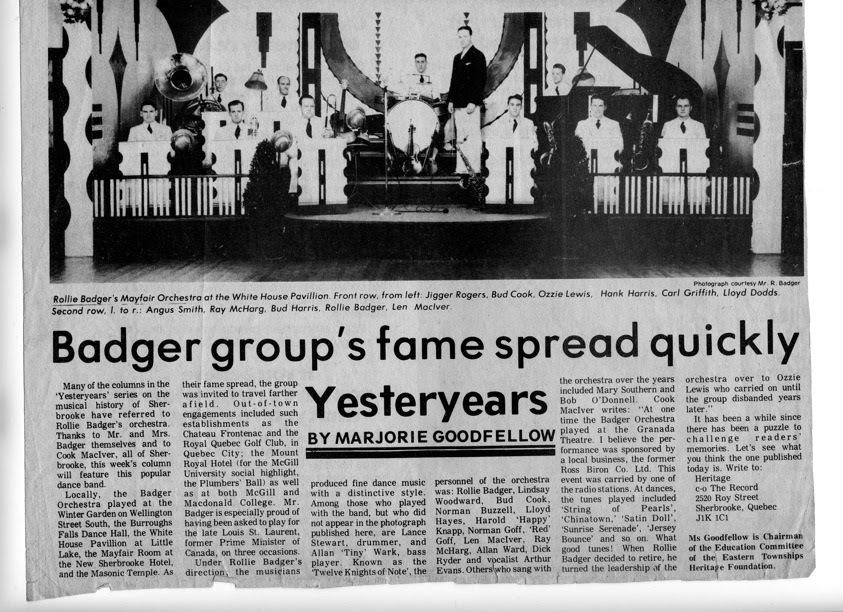 Photograph courtesy Mr. R. Badger
Rollie Badger's Mayfair Orchestra at the White House Pavillion. Front row, from left: Jigger Rogers, Bud Cook, Ozzie Lewis, Hank Harris, Carl Griffith, Lloyd Dodds.
Second row, l. to r.: Angus Smith, Ray McHarg, Bud Harris, Rollie Badger, Len MacIver.
Badger group's fame spread quickly
Yesteryears
BY MARJORIE GOODFELLOW
Many of the columns in the
'Yesteryears' series on the
musical history of Sher-
brooke have referred to
Rollie Badger's orchestra.
Thanks to Mr. and Mrs.
Badger themselves and to
Cook MacIver, all of Sher-
brooke, this week's column
will feature this popular
dance band.
Locally, the Badger
Orchestra played at the
Winter Garden on Wellington
Street South, the Burroughs
Falls Dance Hall, the White
House Pavillion at Little
Lake, the Mayfair Room at
the New Sherbrooke Hotel,
and the Masonic Temple. As
their fame spread, the group
was invited to travel farther
afield. Out-of-town
engagements included such
establishments as the
Chateau Frontenac and the
Royal Quebec Golf Club, in
Quebec City; the Mount
Royal Hotel (for the McGill
University social highlight,
the Plumbers' Ball) as well
as at both McGill and
Macdonald College. Mr.
Badger is especially proud of
having been asked to play for
the late Louis St. Laurent,
former Prime Minister of
Canada, on three occasions.
Under Rollie Badger's
direction, the musicians
produced fine dance music
with a distinctive style.
Among those who played
with the band, but who did
not appear in the photograph
published here, are Lance
Stewart, drummer, and
Allan 'Tiny' Wark, bass
player. Known as the
'Twelve Knights of Note', the
personnel of the orchestra
was: Rollie Badger, Lindsay
Woodward, Bud Cook,
Norman Buzzell, Lloyd
Hayes, Harold 'Happy'
Knapp, Norman Goff, 'Red'
Goff, Len MacIver, Ray
McHarg, Allan Ward, Dick
Ryder and vocalist Arthur
Evans. Others who sang with
the orchestra over the years
included Mary Southern and
Bob O'Donnell. Cook
MacIver writes: "At one
time the Badger Orchestra
played at the Granada
Theatre. I believe the per-
formance was sponsored by
a local business, the former
Ross Biron Co. Ltd. This
event was carried by one of
the radio stations. At dances,
the tunes played included
'String of Pearls',
'Chinatown,' 'Satin Doll',
'Sunrise Serenade', 'Jersey
Bounce' and so on. What
good tunes! When Rollie
Badger decided to retire, he
turned the leadership of the
orchestra over to Ozzie
Lewis who carried on until
the group disbanded years
later."
It has been a while since
there has been a puzzle to
challenge readers'
memories. Let's see what
you think the one published
today is. Write to:
Heritage
c-o The Record
2520 Roy Street
Sherbrooke, Quebec
J1K 1C1
Ms Goodfellow is Chairman
of the Education Committee
of the Eastern Townships
Heritage Foundation.